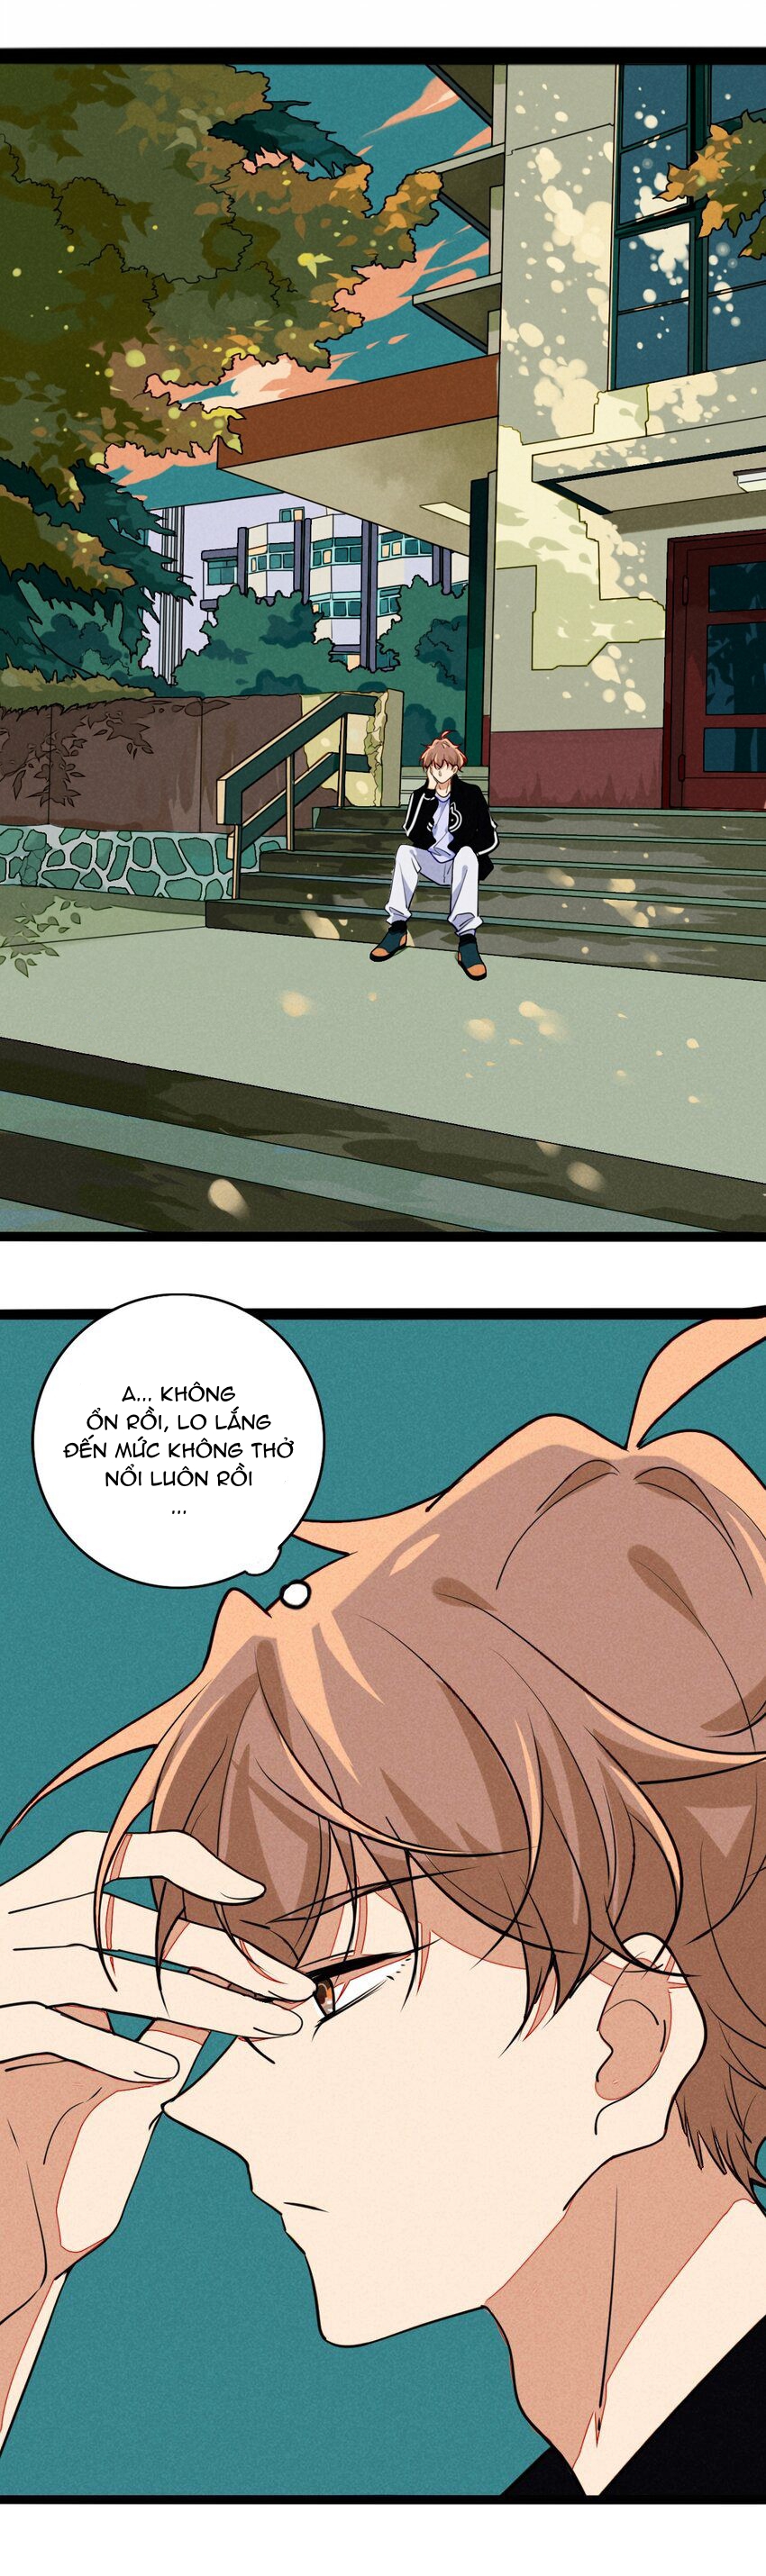 A... KHÔNG
ỔN RỒI, LO LẮNG
ĐẾN MỨC KHÔNG THỞ
NỔI LUÔN RỒI
...